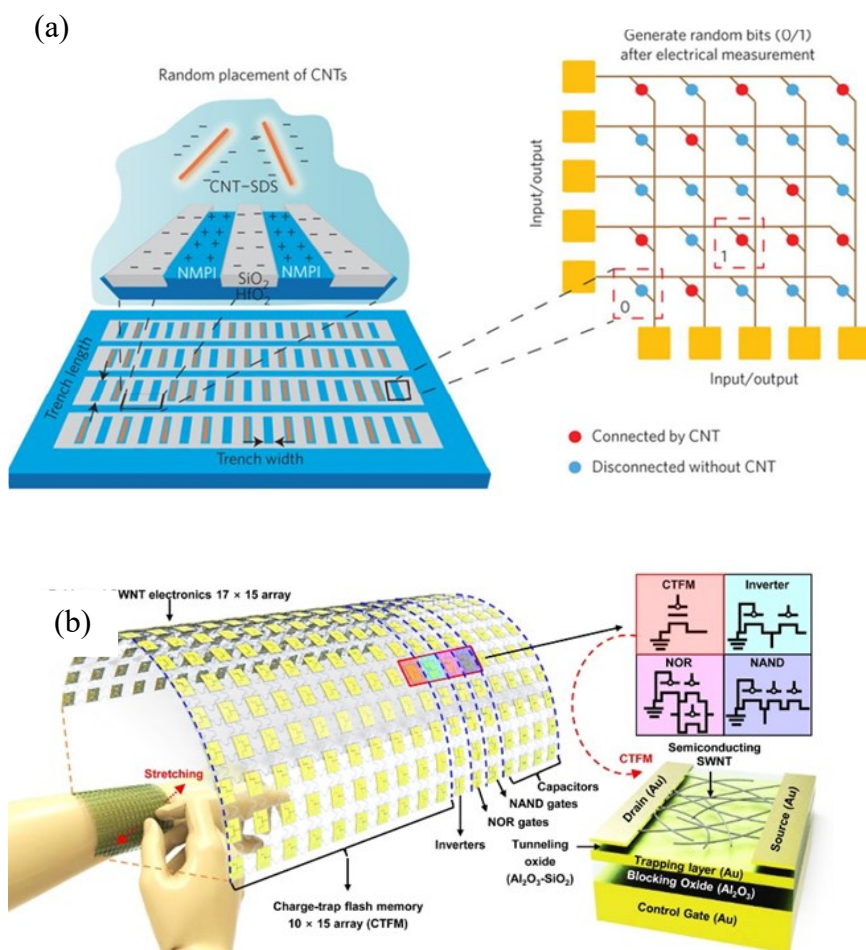 (a)
Random placement of CNTs
CNT–SDS
NMPI
NMPI
SiO₂
HfO₂
Trench length
Trench width
Generate random bits (0/1)
after electrical measurement
Input/output
1
0
Input/output
Connected by CNT
Disconnected without CNT
(b)
WNT electronics 17 × 15 array
Stretching
Charge-trap flash memory
10 × 15 array (CTFM)
Inverters
NOR gates
NAND gates
Capacitors
CTFM
Inverter
NOR
NAND
CTFM
Semiconducting
SWNT
Drain (Au)
Source (Au)
Tunneling
oxide
(Al₂O₃-SiO₂)
Trapping layer (Au)
Blocking Oxide (Al₂O₃)
Control Gate (Au)